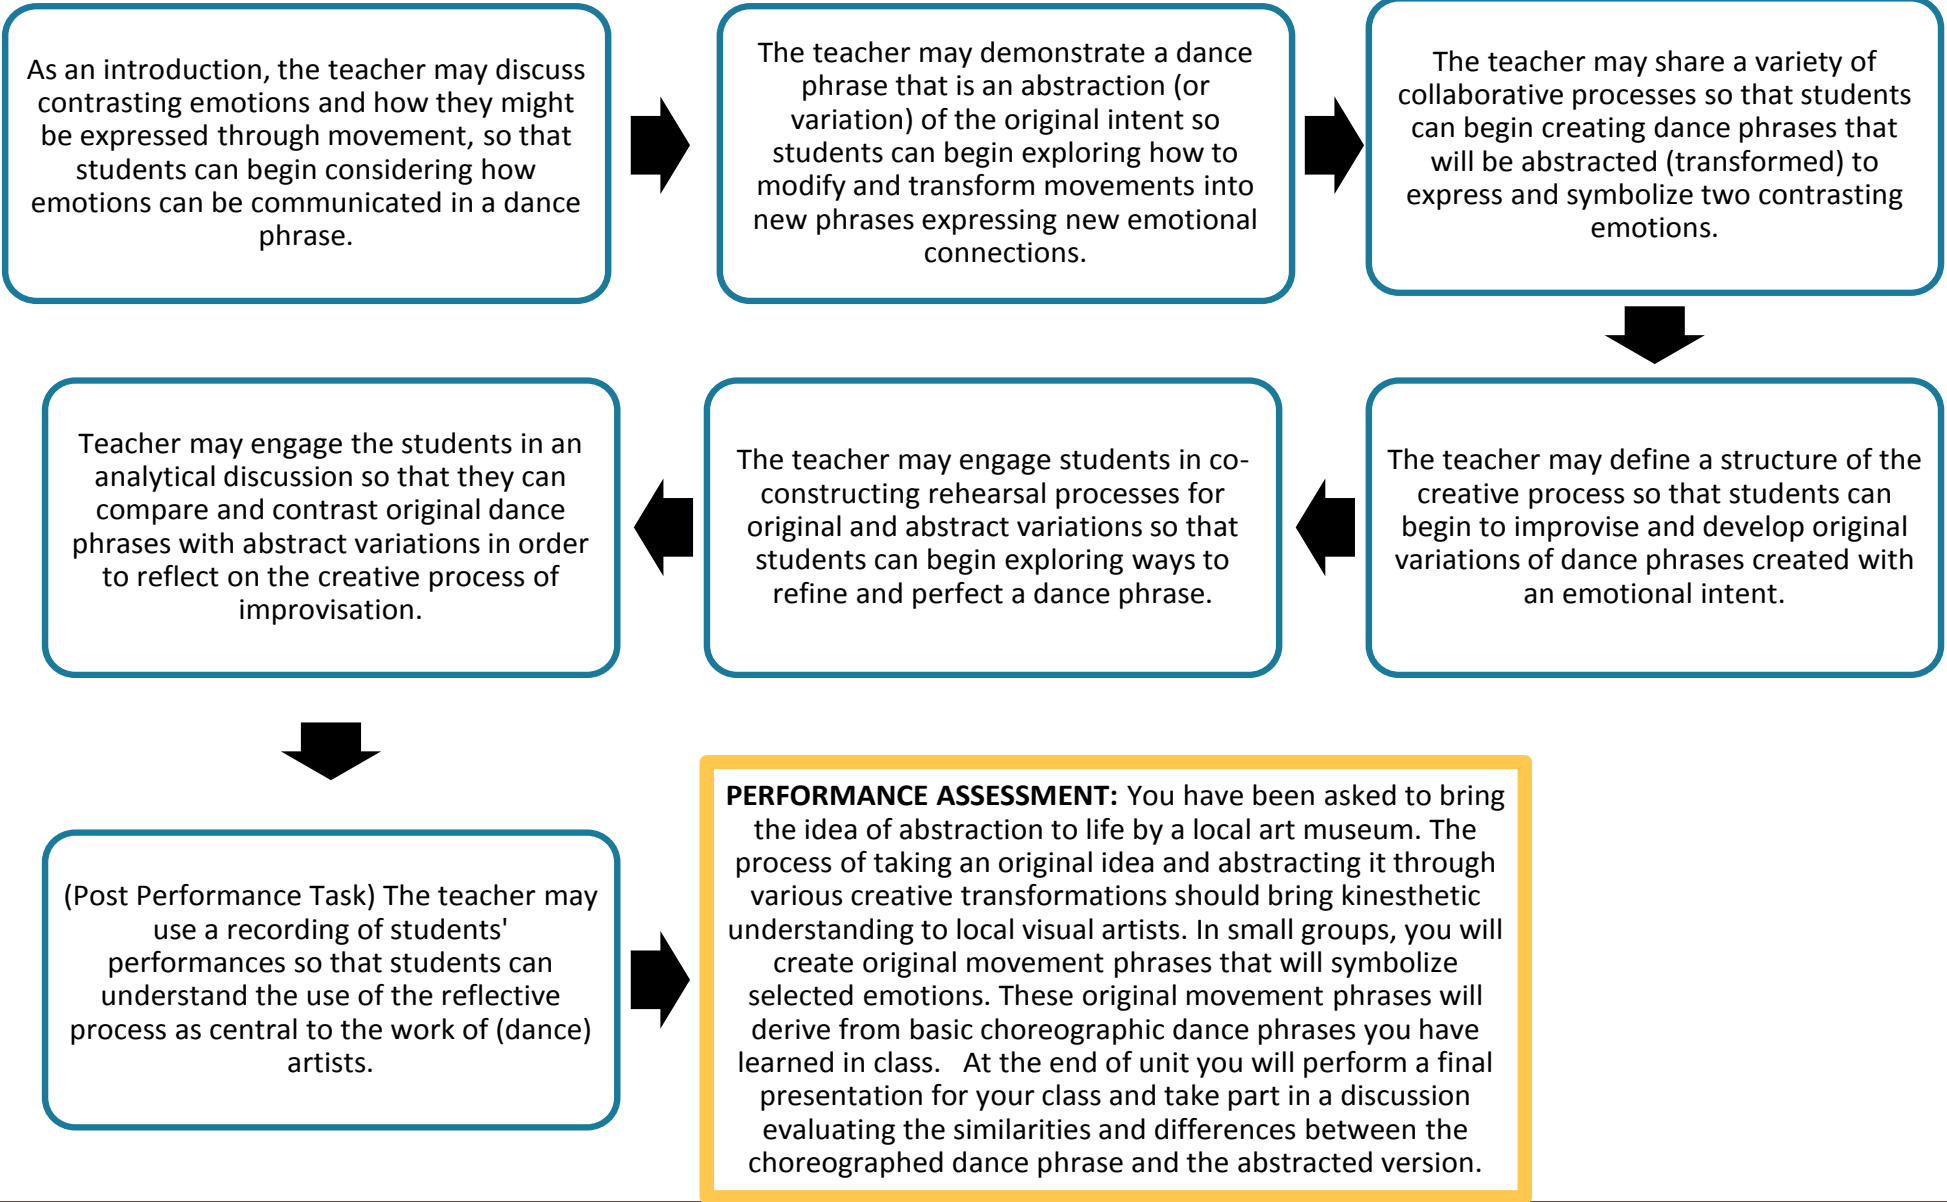 As an introduction, the teacher may discuss
contrasting emotions and how they might
be expressed through movement, so that
students can begin considering how
emotions can be communicated in a dance
phrase.
The teacher may demonstrate a dance
phrase that is an abstraction (or
variation) of the original intent so
students can begin exploring how to
modify and transform movements into
new phrases expressing new emotional
connections.
The teacher may share a variety of
collaborative processes so that students
can begin creating dance phrases that
will be abstracted (transformed) to
express and symbolize two contrasting
emotions.
The teacher may define a structure of the
creative process so that students can
begin to improvise and develop original
variations of dance phrases created with
an emotional intent.
The teacher may engage students in co-
constructing rehearsal processes for
original and abstract variations so that
students can begin exploring ways to
refine and perfect a dance phrase.
Teacher may engage the students in an
analytical discussion so that they can
compare and contrast original dance
phrases with abstract variations in order
to reflect on the creative process of
improvisation.
(Post Performance Task) The teacher may
use a recording of students'
performances so that students can
understand the use of the reflective
process as central to the work of (dance)
artists.
PERFORMANCE ASSESSMENT: You have been asked to bring
the idea of abstraction to life by a local art museum. The
process of taking an original idea and abstracting it through
various creative transformations should bring kinesthetic
understanding to local visual artists. In small groups, you will
create original movement phrases that will symbolize
selected emotions. These original movement phrases will
derive from basic choreographic dance phrases you have
learned in class.   At the end of unit you will perform a final
presentation for your class and take part in a discussion
evaluating the similarities and differences between the
choreographed dance phrase and the abstracted version.